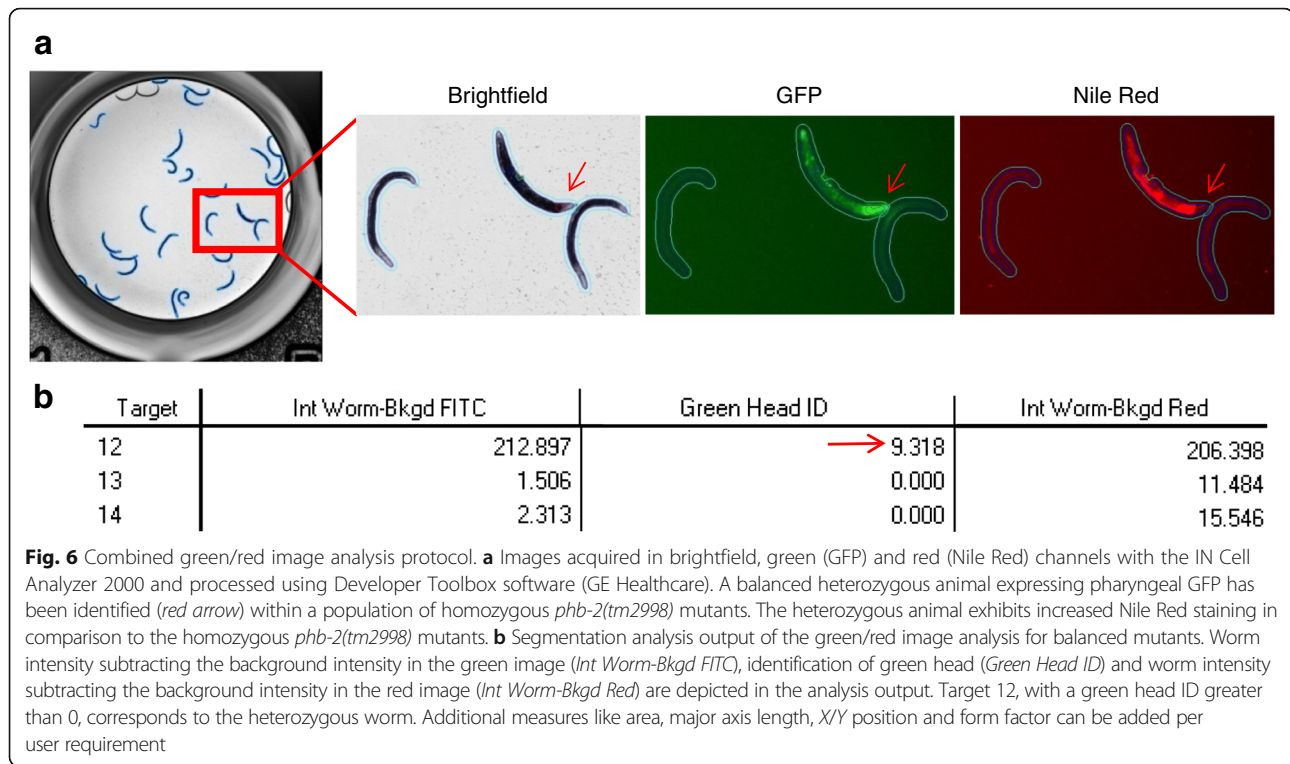 a
Brightfield GFP Nile Red
b
Target Int Worm-Bkgd FITC Green Head ID Int Worm-Bkgd Red
12 212.897 9.318 206.398
13 1.506 0.000 11.484
14 2.313 0.000 15.546
Fig. 6 Combined green/red image analysis protocol. a Images acquired in brightfield, green (GFP) and red (Nile Red) channels with the IN Cell
Analyzer 2000 and processed using Developer Toolbox software (GE Healthcare). A balanced heterozygous animal expressing pharyngeal GFP has
been identified (red arrow) within a population of homozygous phb-2(tm2998) mutants. The heterozygous animal exhibits increased Nile Red staining in
comparison to the homozygous phb-2(tm2998) mutants. b Segmentation analysis output of the green/red image analysis for balanced mutants. Worm
intensity subtracting the background intensity in the green image (Int Worm-Bkgd FITC), identification of green head (Green Head ID) and worm intensity
subtracting the background intensity in the red image (Int Worm-Bkgd Red) are depicted in the analysis output. Target 12, with a green head ID greater
than 0, corresponds to the heterozygous worm. Additional measures like area, major axis length, X/Y position and form factor can be added per
user requirement